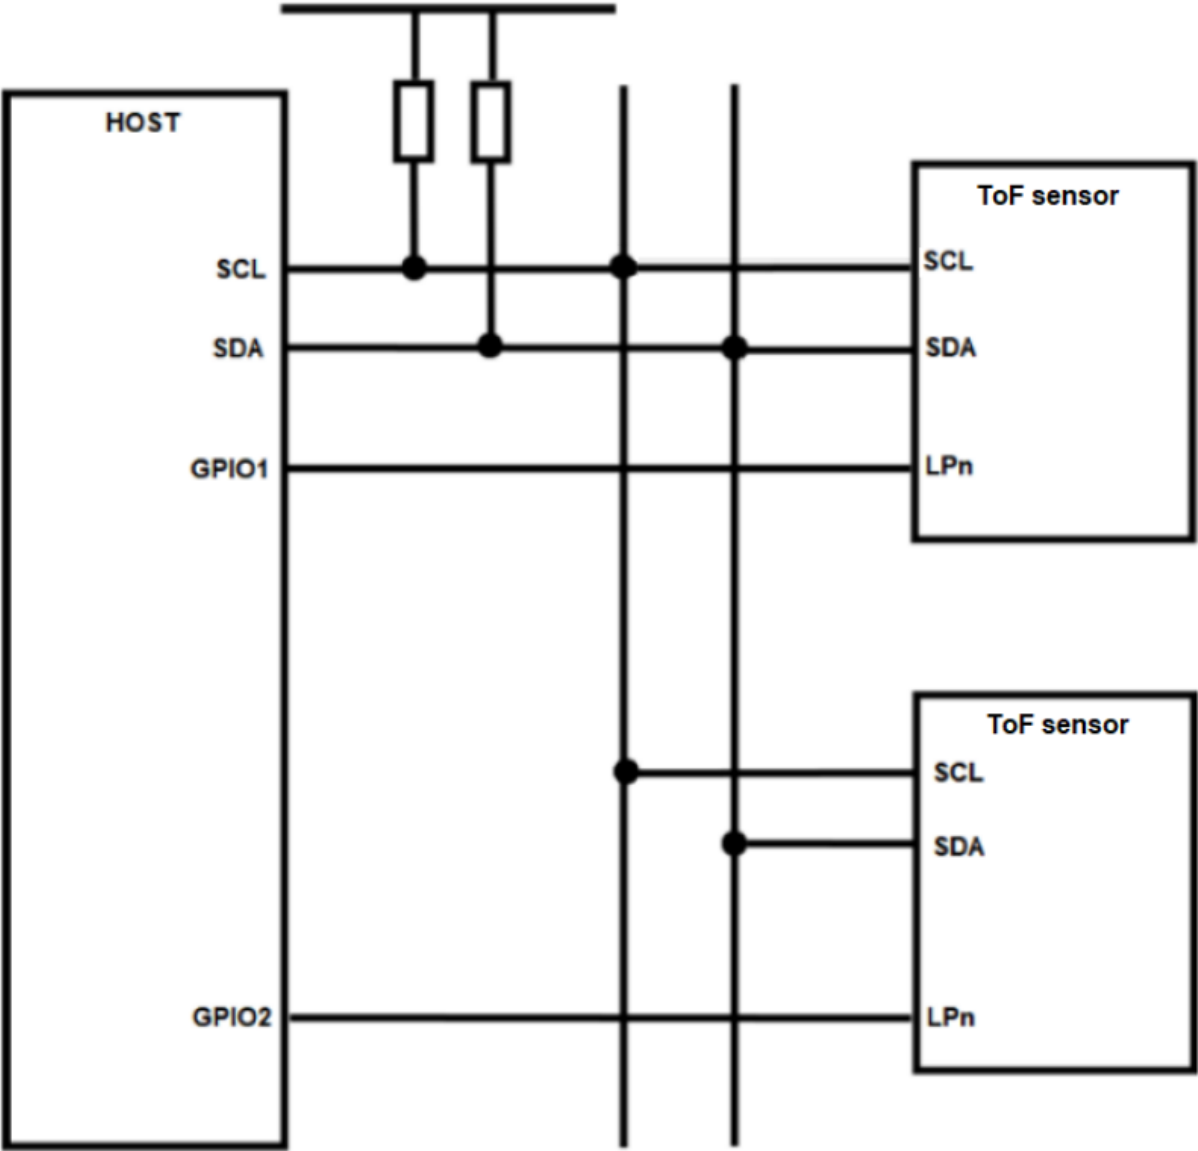 HOST
SCL
SDA
GPIO1
GPIO2
ToF sensor
SCL
SDA
LPn
ToF sensor
SCL
SDA
LPn